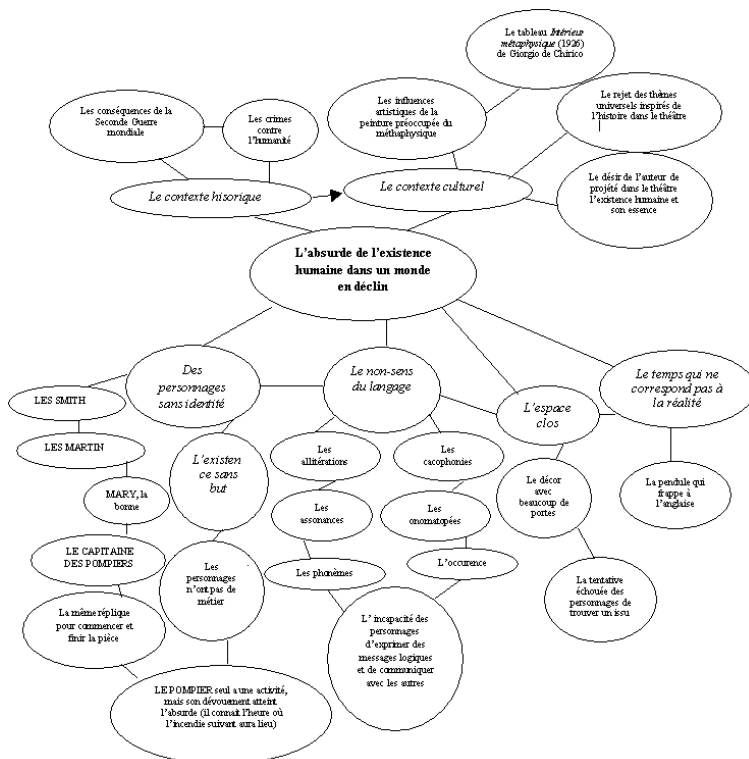 Le tableau Intérieur
métaphysique (1926)
de Giorgio de Chirico
Les conséquences de la
Seconde Guerre
mondiale
Les crimes
contre
l'humanité
Les influences
artistiques de la
peinture préoccupée du
méthaphysique
Le rejet des thèmes
universels inspirés de
l'histoire dans le théâtre
Le contexte hisorique
Le contexte culturel
Le désir de l'auteur de
projeté dans le théâtre
l'existence humaine et
son essence
L'absurde de l'existence
humaine dans un monde
en déclin
Des
personnages
sans identité
Le non-sens
du langage
L'espace
clos
Le temps qui ne
correspond pas à
la réalité
LES SMITH
LES MARTIN
MARY, la
bonne
LE CAPITAINE
DES POMPIERS
La même réplique
pour commencer et
finir la pièce
L'existen
ce sans
but
Les
personnages
n'ont pas de
métier
LE POMPIER seul a une activité,
mais son dévouement atteint
l'absurde (il connaît l'heure où
l'incendie suivant aura lieu)
Les
allitérations
Les
assonances
Les phonèmes
Les
cacophonies
Les
onomatopées
L'occurence
L' incapacité des
personnages
d'exprimer des
messages logiques
et de communiquer
avec les autres
Le décor
avec
beaucoup de
portes
La tentative
échouée des
personnages de
trouver un issu
La pendule qui
frappe à
l'anglaise